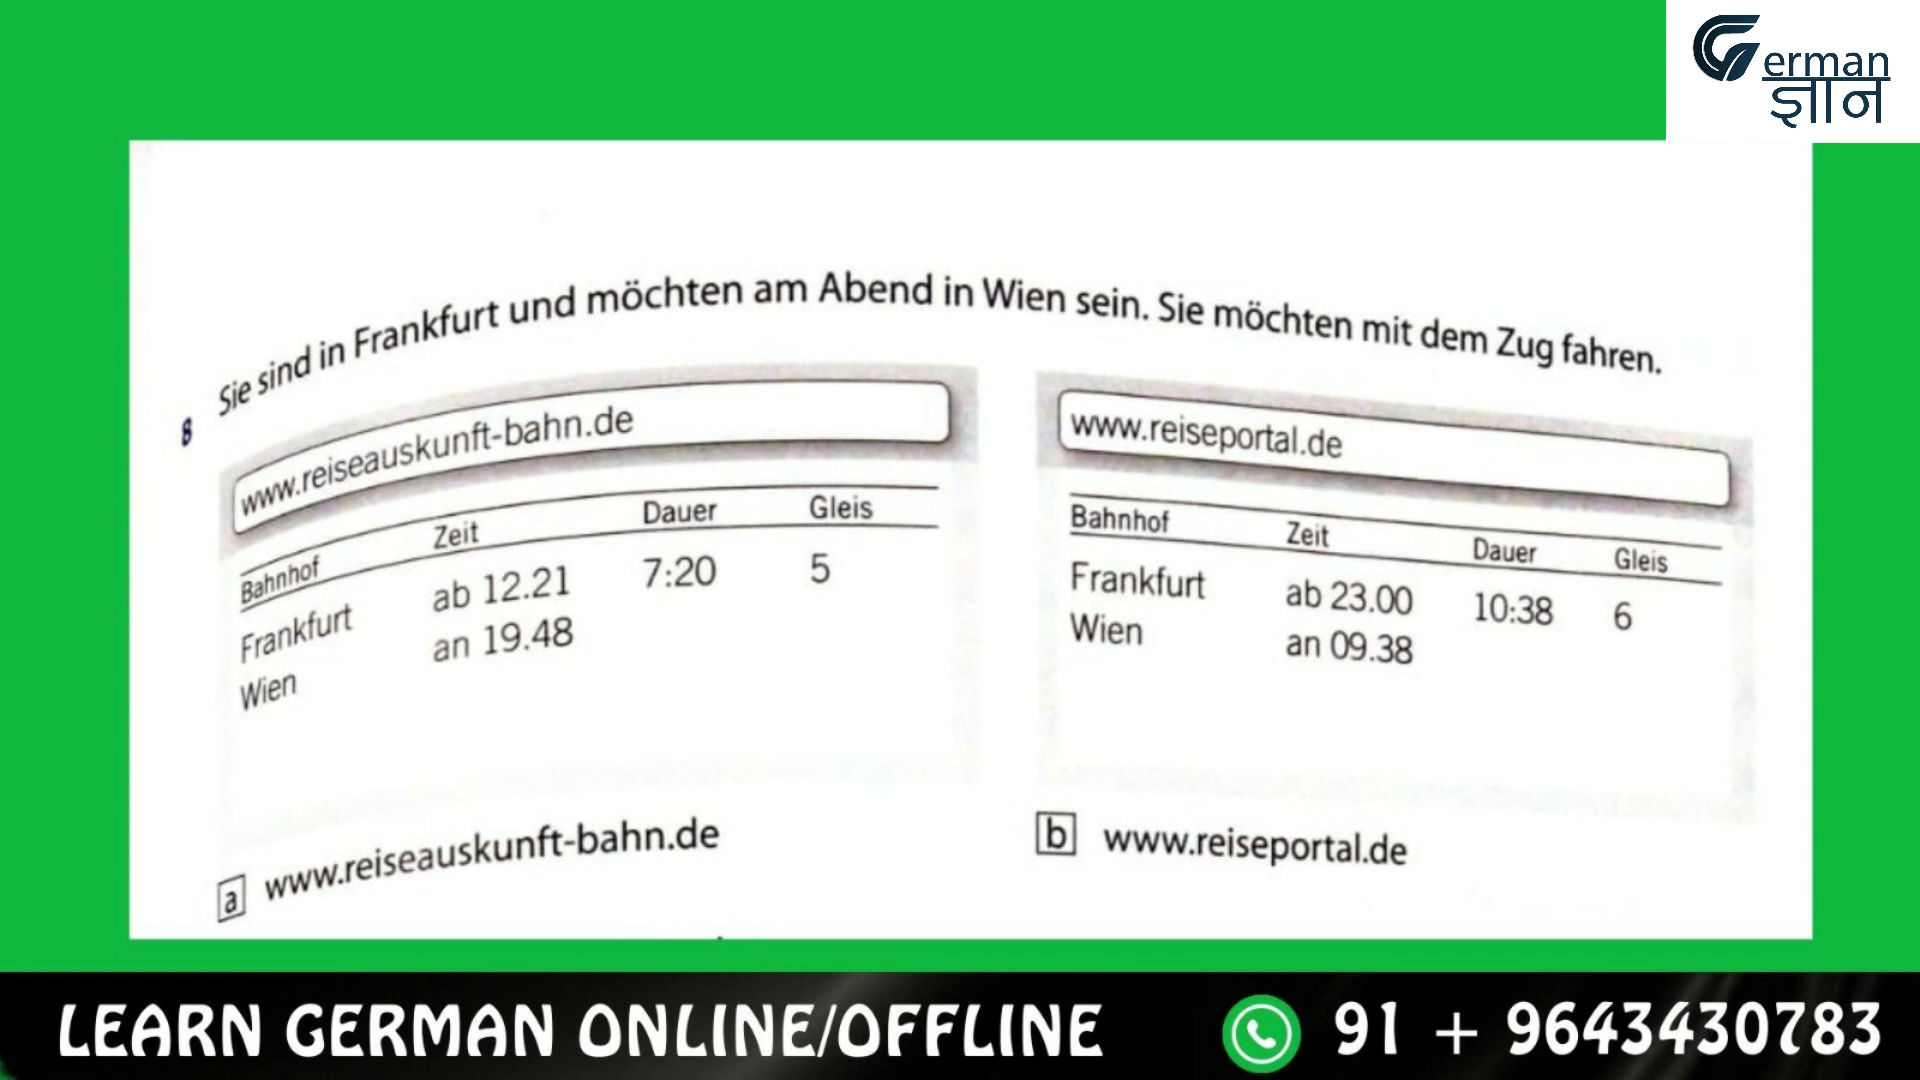 German
ज्ञान
8 Sie sind in Frankfurt und möchten am Abend in Wien sein. Sie möchten mit dem Zug fahren.
www.reiseauskunft-bahn.de
Bahnhof Zeit Dauer Gleis
Frankfurt ab 12.21 7:20 5
Wien an 19.48
www.reiseportal.de
Bahnhof Zeit Dauer Gleis
Frankfurt ab 23.00 10:38 6
Wien an 09.38
a www.reiseauskunft-bahn.de
b www.reiseportal.de
LEARN GERMAN ONLINE/OFFLINE 91 + 9643430783